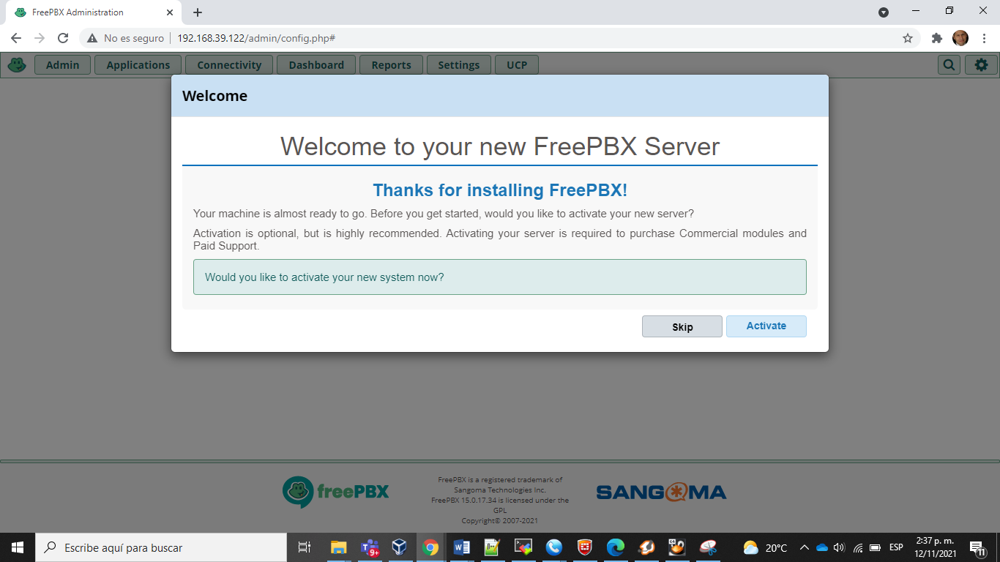 FreePBX Administration
No es seguro 192.168.39.122/admin/config.php#
Admin Applications Connectivity Dashboard Reports Settings UCP
Welcome
Welcome to your new FreePBX Server
Thanks for installing FreePBX!
Your machine is almost ready to go. Before you get started, would you like to activate your new server?
Activation is optional, but is highly recommended. Activating your server is required to purchase Commercial modules and
Paid Support.
Would you like to activate your new system now?
Skip Activate
freePBX
FreePBX is a registered trademark of
Sangoma Technologies Inc.
FreePBX 15.0.17.34 is licensed under the
GPL
Copyright© 2007-2021
SANGOMA
Escribe aquí para buscar
9+
64
20°C
ESP
2:37 p. m.
12/11/2021
11